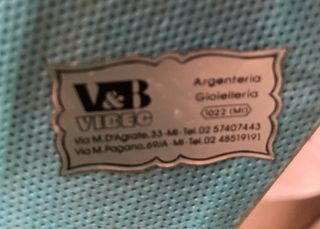 V&B
VIBEC
Argenteria
Gioielleria
1022 (MI)
Via M. D'Agrate, 33-MI-Tel. 02 57407443
Via M. Pagano, 69/A-MI-Tel. 02 48519191